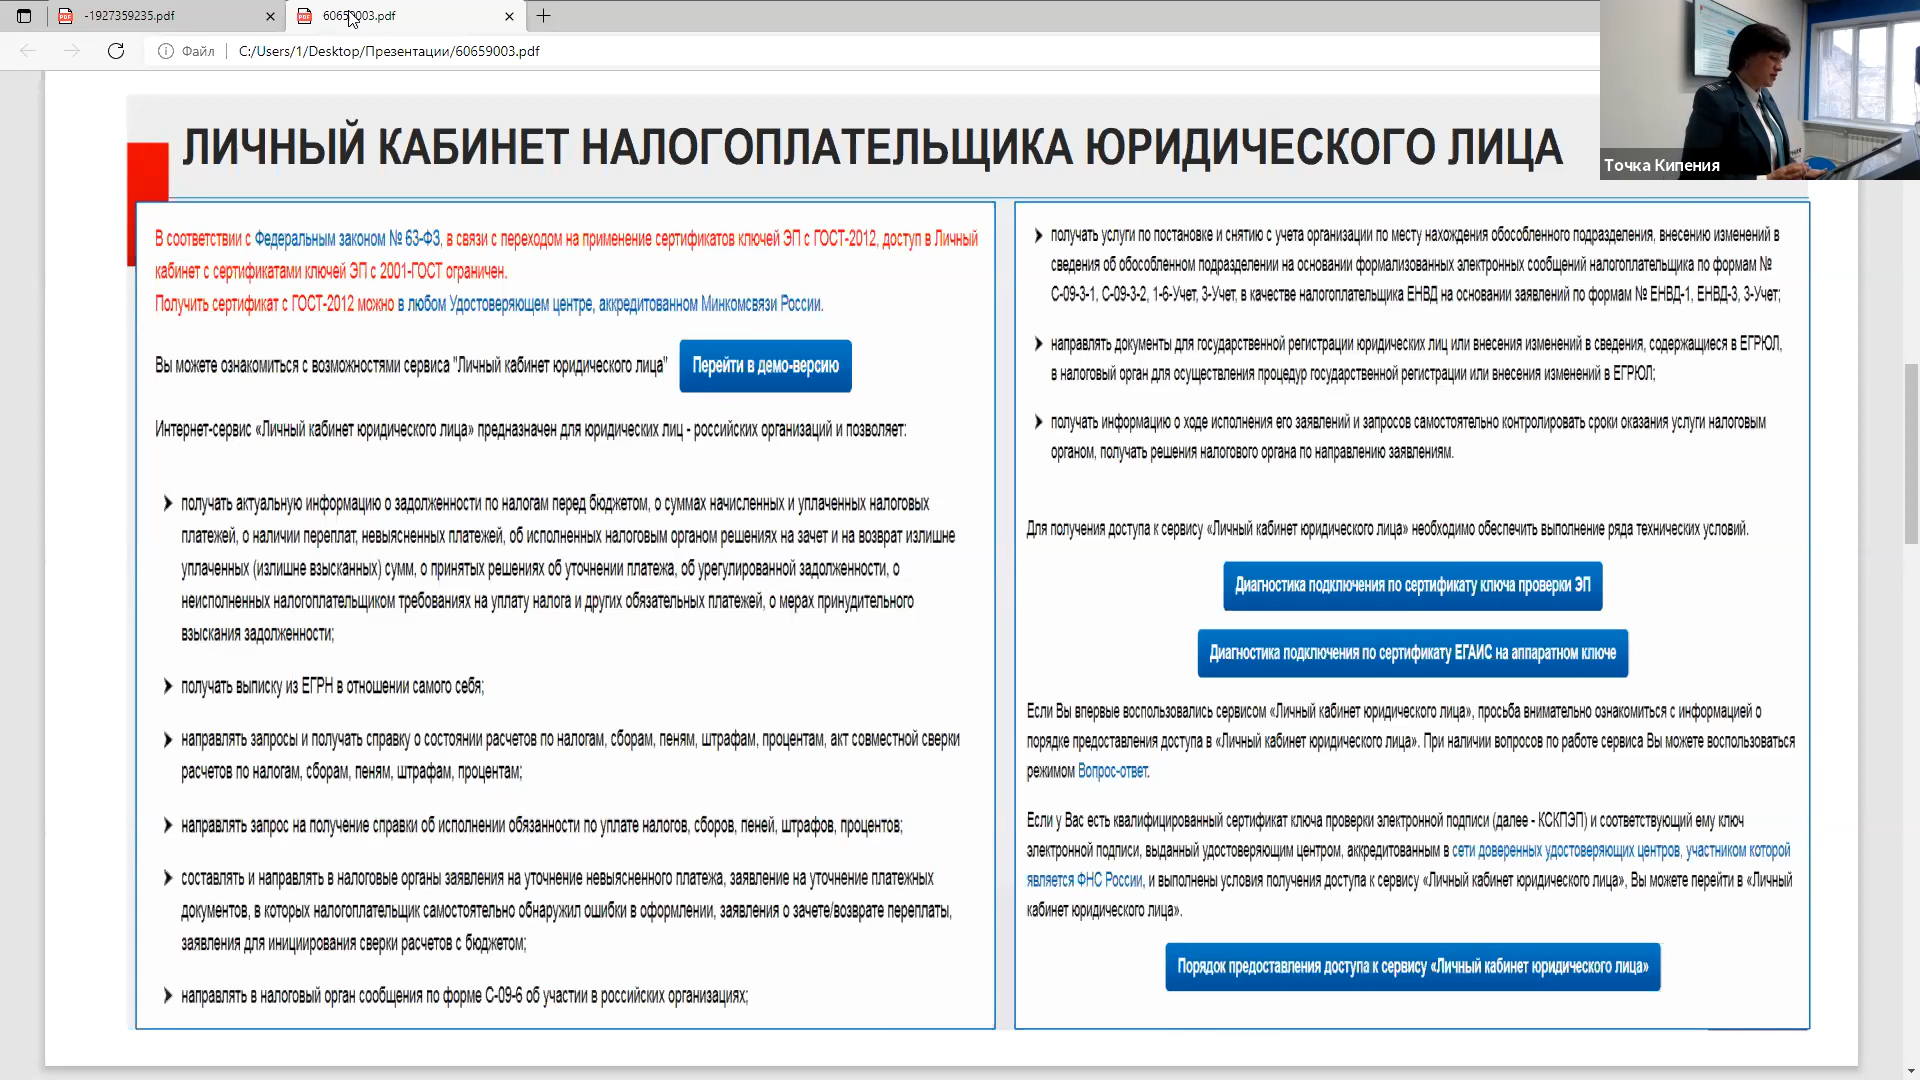 -1927359235.pdf
60659003.pdf
Файл
C:/Users/1/Desktop/Презентации/60659003.pdf
Точка Кипения
ЛИЧНЫЙ КАБИНЕТ НАЛОГОПЛАТЕЛЬЩИКА ЮРИДИЧЕСКОГО ЛИЦА
В соответствии с Федеральным законом № 63-ФЗ, в связи с переходом на применение сертификатов ключей ЭП с ГОСТ-2012, доступ в Личный
кабинет с сертификатами ключей ЭП с 2001-ГОСТ ограничен.
Получить сертификат с ГОСТ-2012 можно в любом Удостоверяющем центре, аккредитованном Минкомсвязи России.
Вы можете ознакомиться с возможностями сервиса "Личный кабинет юридического лица"
Перейти в демо-версию
Интернет-сервис «Личный кабинет юридического лица» предназначен для юридических лиц - российских организаций и позволяет:
получать актуальную информацию о задолженности по налогам перед бюджетом, о суммах начисленных и уплаченных налоговых
платежей, о наличии переплат, невыясненных платежей, об исполненных налоговым органом решениях на зачет и на возврат излишне
уплаченных (излишне взысканных) сумм, о принятых решениях об уточнении платежа, об урегулированной задолженности, о
неисполненных налогоплательщиком требованиях на уплату налога и других обязательных платежей, о мерах принудительного
взыскания задолженности;
получать выписку из ЕГРН в отношении самого себя;
направлять запросы и получать справку о состоянии расчетов по налогам, сборам, пеням, штрафам, процентам, акт совместной сверки
расчетов по налогам, сборам, пеням, штрафам, процентам;
направлять запрос на получение справки об исполнении обязанности по уплате налогов, сборов, пеней, штрафов, процентов;
составлять и направлять в налоговые органы заявления на уточнение невыясненного платежа, заявление на уточнение платежных
документов, в которых налогоплательщик самостоятельно обнаружил ошибки в оформлении, заявления о зачете/возврате переплаты,
заявления для инициирования сверки расчетов с бюджетом;
направлять в налоговый орган сообщения по форме С-09-6 об участии в российских организациях;
получать услуги по постановке и снятию с учета организации по месту нахождения обособленного подразделения, внесению изменений в
сведения об обособленном подразделении на основании формализованных электронных сообщений налогоплательщика по формам №
С-09-3-1, С-09-3-2, 1-6-Учет, 3-Учет, в качестве налогоплательщика ЕНВД на основании заявлений по формам № ЕНВД-1, ЕНВД-3, 3-Учет;
направлять документы для государственной регистрации юридических лиц или внесения изменений в сведения, содержащиеся в ЕГРЮЛ,
в налоговый орган для осуществления процедур государственной регистрации или внесения изменений в ЕГРЮЛ;
получать информацию о ходе исполнения его заявлений и запросов самостоятельно контролировать сроки оказания услуги налоговым
органом, получать решения налогового органа по направлению заявлениям.
Для получения доступа к сервису «Личный кабинет юридического лица» необходимо обеспечить выполнение ряда технических условий.
Диагностика подключения по сертификату ключа проверки ЭП
Диагностика подключения по сертификату ЕГАИС на аппаратном ключе
Если Вы впервые воспользовались сервисом «Личный кабинет юридического лица», просьба внимательно ознакомиться с информацией о
порядке предоставления доступа в «Личный кабинет юридического лица». При наличии вопросов по работе сервиса Вы можете воспользоваться
режимом Вопрос-ответ.
Если у Вас есть квалифицированный сертификат ключа проверки электронной подписи (далее - КСКПЭП) и соответствующий ему ключ
электронной подписи, выданный удостоверяющим центром, аккредитованным в сети доверенных удостоверяющих центров, участником которой
является ФНС России, и выполнены условия получения доступа к сервису «Личный кабинет юридического лица», Вы можете перейти в «Личный
кабинет юридического лица».
Порядок предоставления доступа к сервису «Личный кабинет юридического лица»